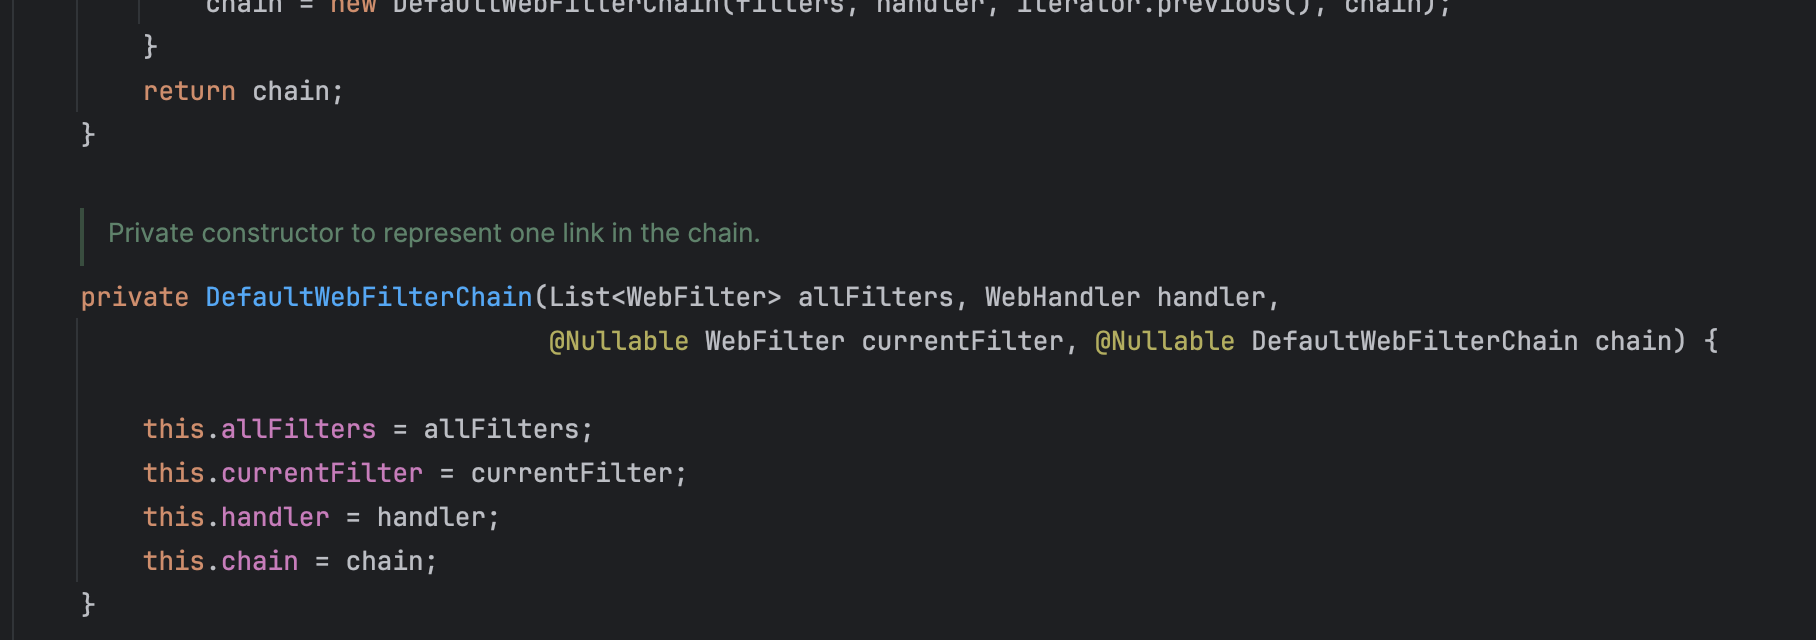 chain = new DefaultWebFilterChain(filters, handler, iterator.previous(), chain);
}
return chain;
}
Private constructor to represent one link in the chain.
private DefaultWebFilterChain(List<WebFilter> allFilters, WebHandler handler,
@Nullable WebFilter currentFilter, @Nullable DefaultWebFilterChain chain) {
this.allFilters = allFilters;
this.currentFilter = currentFilter;
this.handler = handler;
this.chain = chain;
}